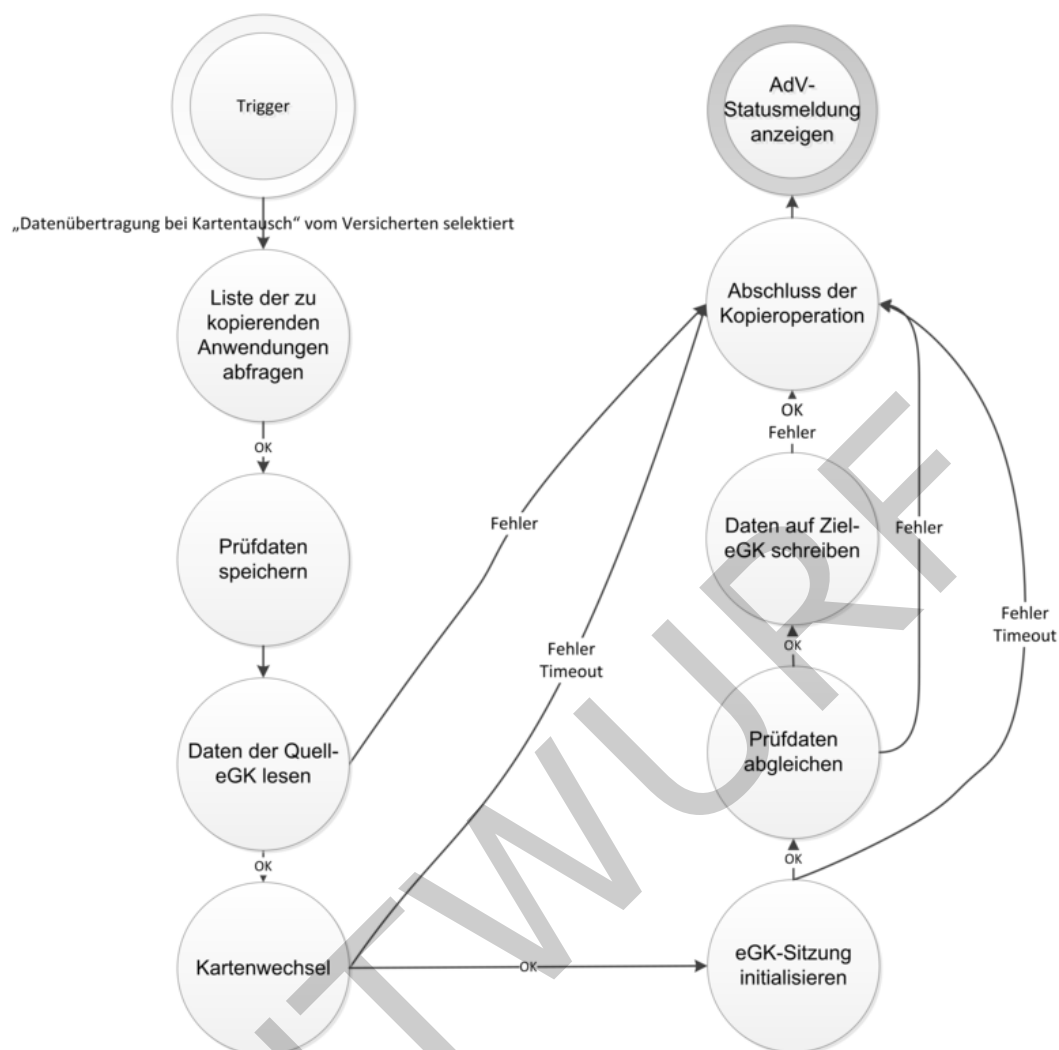 Trigger
„Datenübertragung bei Kartentausch“ vom Versicherten selektiert
Liste der zu
kopierenden
Anwendungen
abfragen
OK
Prüfdaten
speichern
Daten der Quell-
eGK lesen
OK
Kartenwechsel
Fehler
Fehler
Timeout
OK
AdV-
Statusmeldung
anzeigen
Abschluss der
Kopieroperation
OK
Fehler
Daten auf Ziel-
eGK schreiben
Fehler
OK
Fehler
Timeout
Prüfdaten
abgleichen
OK
eGK-Sitzung
initialisieren
NTWURF